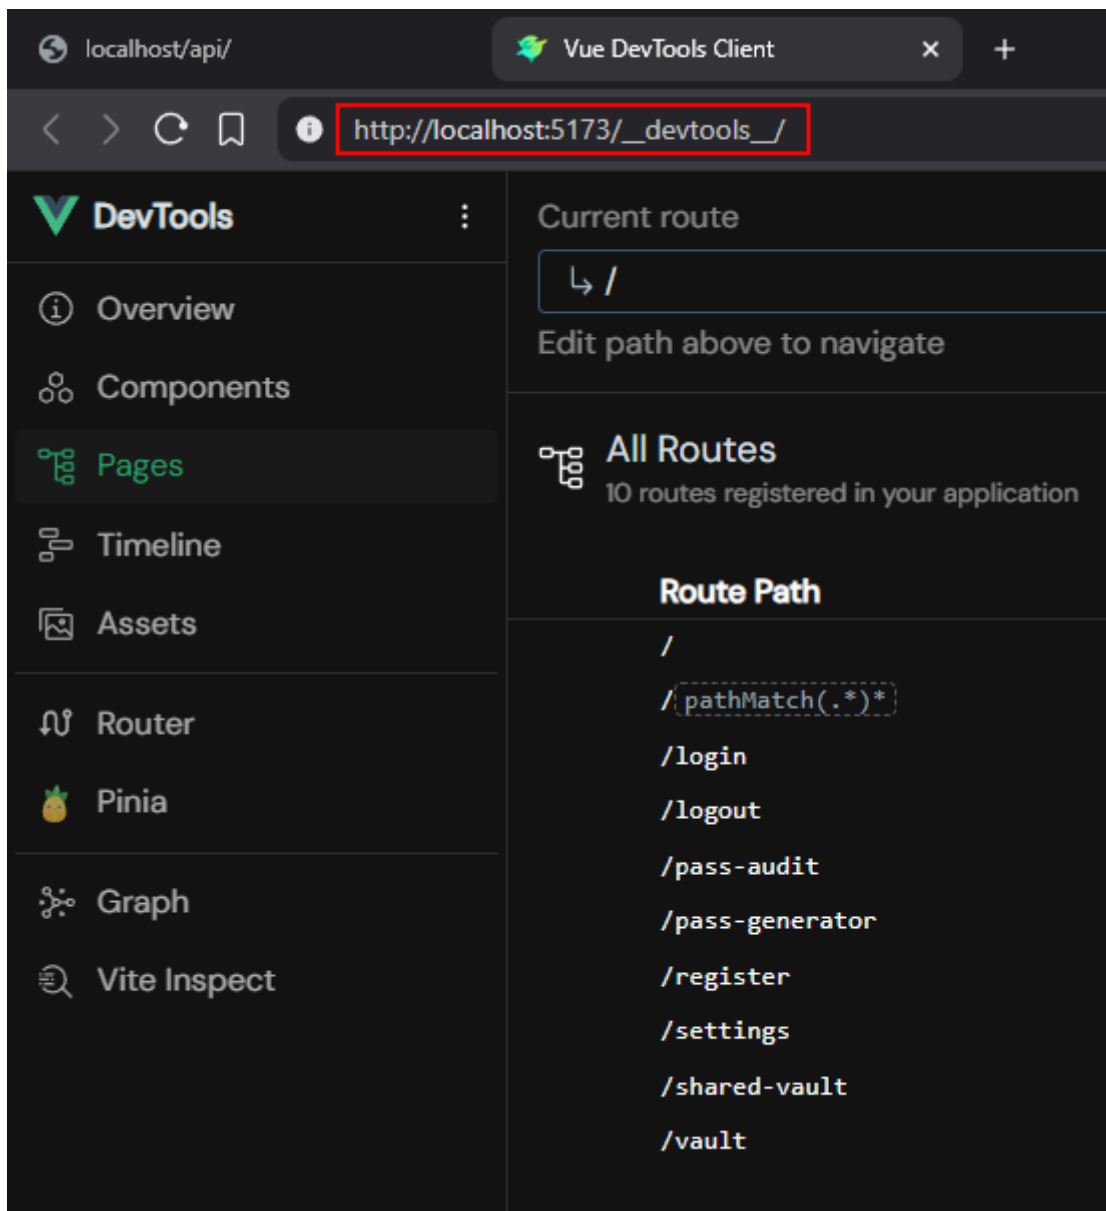 localhost/api/
Vue DevTools Client
http://localhost:5173/__devtools__/
DevTools
Overview
Components
Pages
Timeline
Assets
Router
Pinia
Graph
Vite Inspect
Current route
/
Edit path above to navigate
All Routes
10 routes registered in your application
Route Path
/
/pathMatch(.*)*
/login
/logout
/pass-audit
/pass-generator
/register
/settings
/shared-vault
/vault